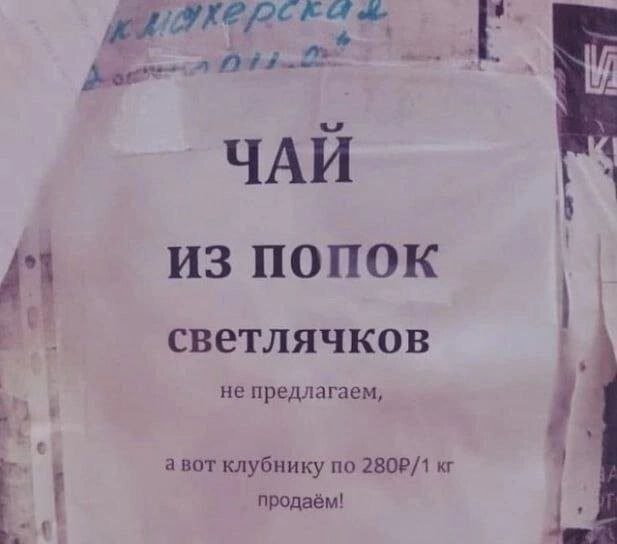 ЧАЙ
из попок
светлячков
не предлагаем,
а вот клубнику по 280₽/1 кг
продаём!